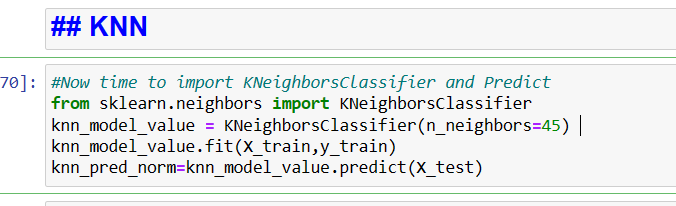 ## KNN
70]:
#Now time to import KNeighborsClassifier and Predict
from sklearn.neighbors import KNeighborsClassifier
knn_model_value = KNeighborsClassifier(n_neighbors=45)
knn_model_value.fit(X_train,y_train)
knn_pred_norm=knn_model_value.predict(X_test)